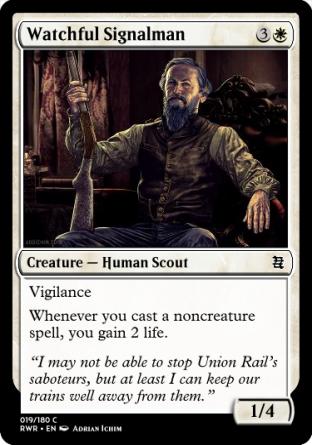 Watchful Signalman 3
Creature — Human Scout
Vigilance
Whenever you cast a noncreature
spell, you gain 2 life.
“I may not be able to stop Union Rail’s
saboteurs, but at least I can keep our
trains well away from them.”
1/4
019/180 C
RWR • EN Adrian Ichim